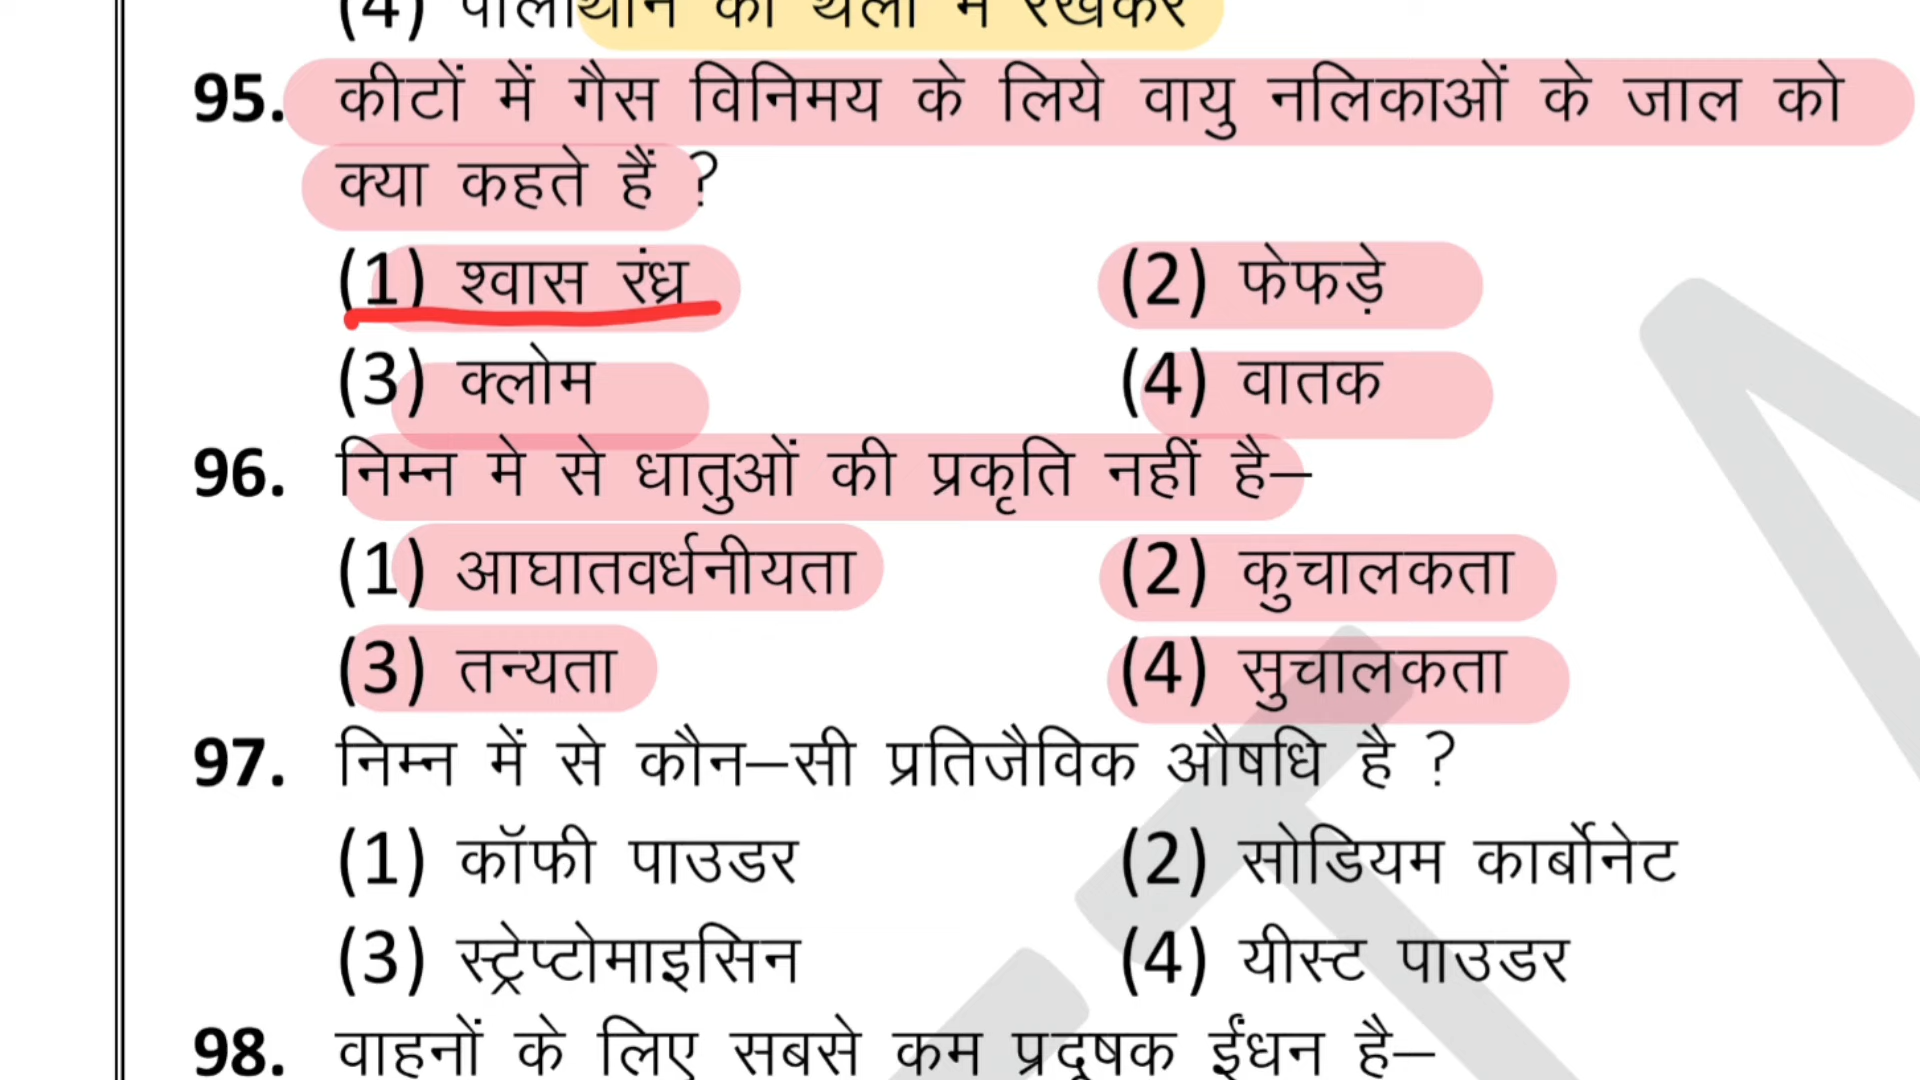 (4) पॉलीथीन की थैली में रखकर
95. कीटों में गैस विनिमय के लिये वायु नलिकाओं के जाल को
क्या कहते हैं ?
(1) श्वास रंध्र (2) फेफड़े
(3) क्लोम (4) वातक
96. निम्न मे से धातुओं की प्रकृति नहीं है–
(1) आघातवर्धनीयता (2) कुचालकता
(3) तन्यता (4) सुचालकता
97. निम्न में से कौन–सी प्रतिजैविक औषधि है ?
(1) कॉफी पाउडर (2) सोडियम कार्बोनेट
(3) स्ट्रेप्टोमाइसिन (4) यीस्ट पाउडर
98. वाहनों के लिए सबसे कम प्रदूषक ईंधन है–